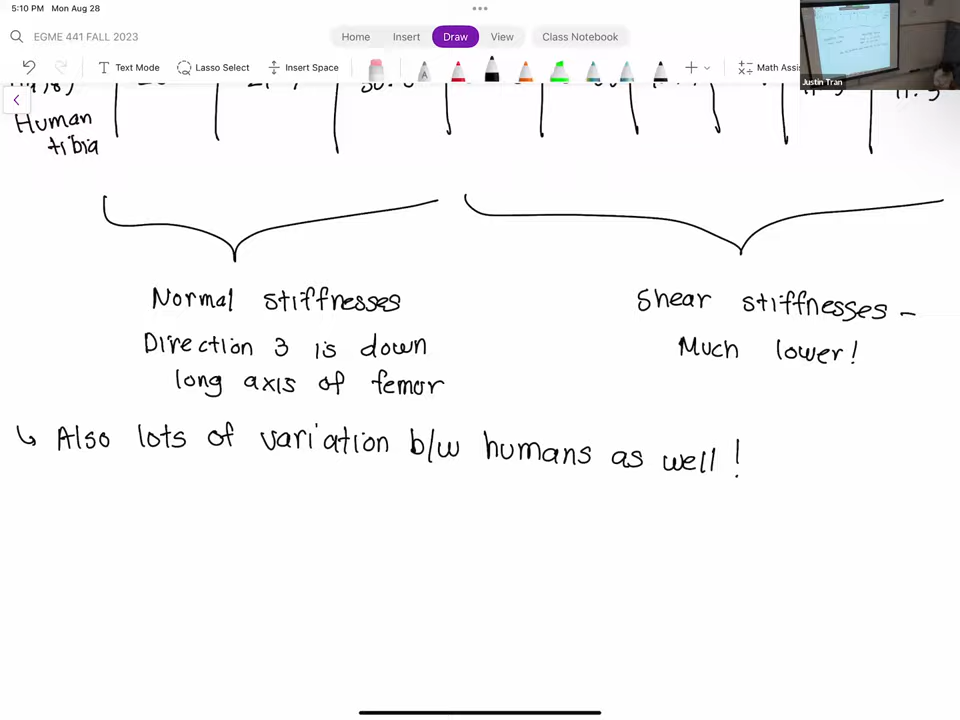 5:10 PM Mon Aug 28
EGME 441 FALL 2023
Home Insert Draw View Class Notebook
Text Mode Lasso Select Insert Space Math Assis
Human
tibia
Normal stiffnesses
Direction 3 is down
long axis of femor
Shear stiffnesses -
Much lower!
↳ Also lots of variation b/w humans as well!
Justin Tran